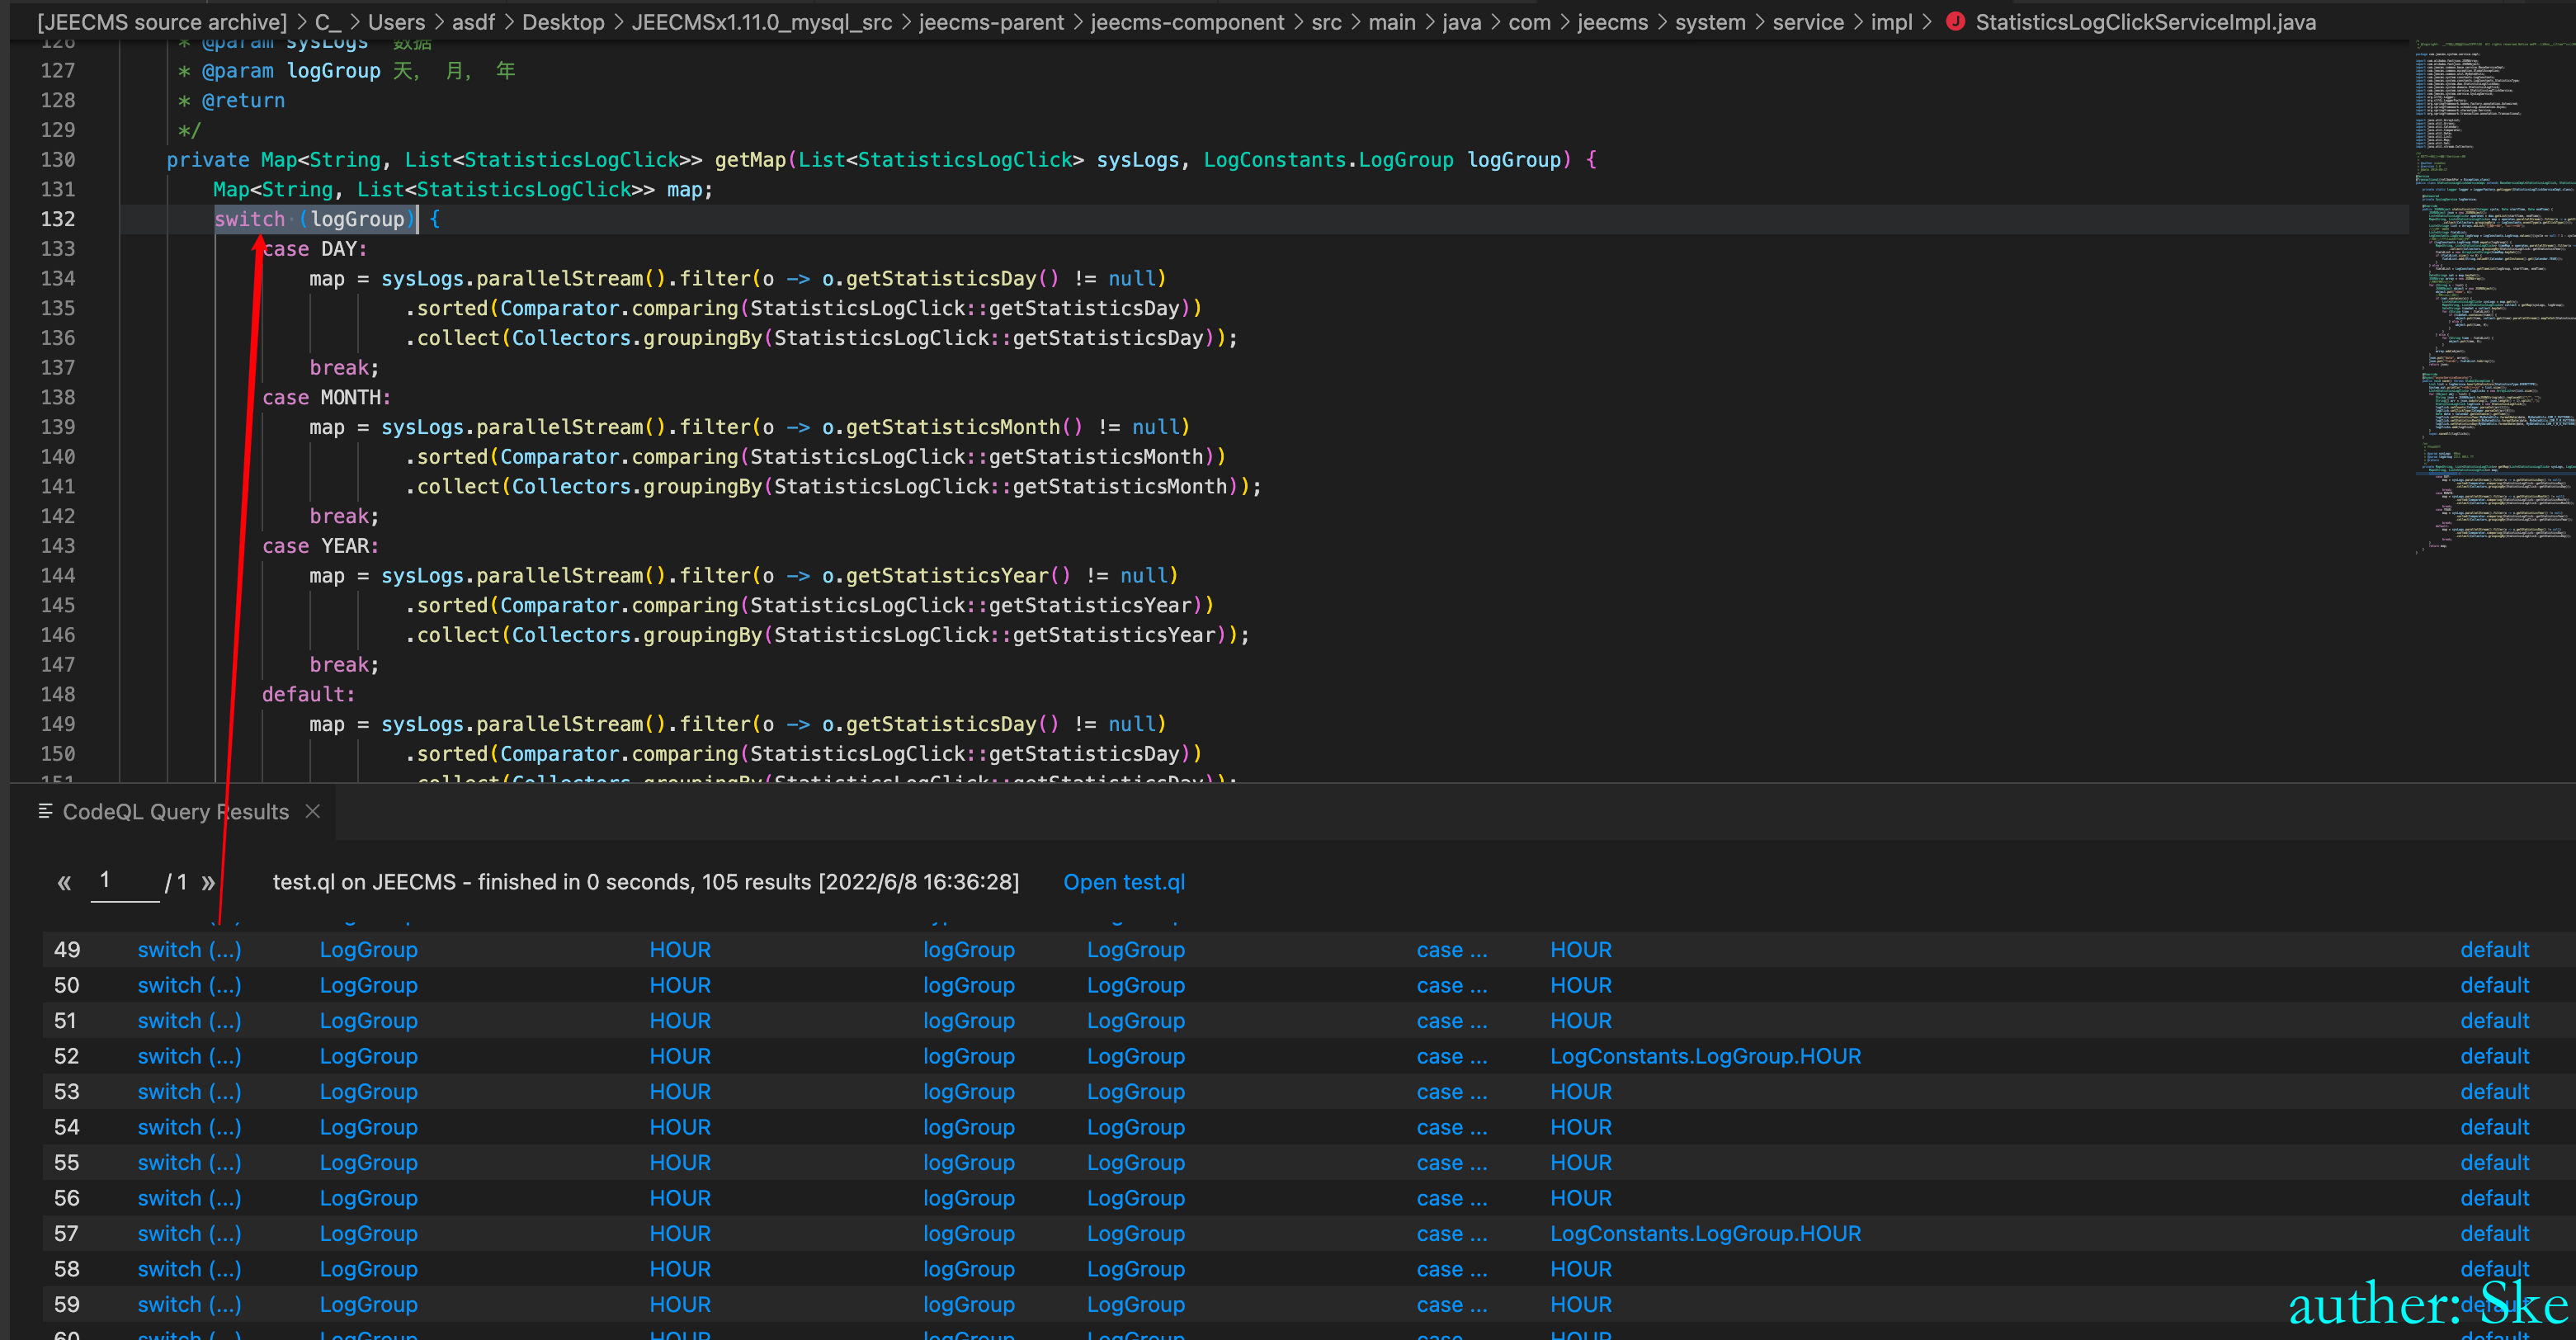 [JEECMS source archive] > C_ > Users > asdf > Desktop > JEECMSx1.11.0_mysql_src > jeecms-parent > jeecms-component > src > main > java > com > jeecms > system > service > impl > J StatisticsLogClickServiceImpl.java
126 * @param sysLogs 数据
127 * @param logGroup 天， 月， 年
128 * @return
129 */
130 private Map<String, List<StatisticsLogClick>> getMap(List<StatisticsLogClick> sysLogs, LogConstants.LogGroup logGroup) {
131 Map<String, List<StatisticsLogClick>> map;
132 switch (logGroup) {
133 case DAY:
134 map = sysLogs.parallelStream().filter(o -> o.getStatisticsDay() != null)
135 .sorted(Comparator.comparing(StatisticsLogClick::getStatisticsDay))
136 .collect(Collectors.groupingBy(StatisticsLogClick::getStatisticsDay));
137 break;
138 case MONTH:
139 map = sysLogs.parallelStream().filter(o -> o.getStatisticsMonth() != null)
140 .sorted(Comparator.comparing(StatisticsLogClick::getStatisticsMonth))
141 .collect(Collectors.groupingBy(StatisticsLogClick::getStatisticsMonth));
142 break;
143 case YEAR:
144 map = sysLogs.parallelStream().filter(o -> o.getStatisticsYear() != null)
145 .sorted(Comparator.comparing(StatisticsLogClick::getStatisticsYear))
146 .collect(Collectors.groupingBy(StatisticsLogClick::getStatisticsYear));
147 break;
148 default:
149 map = sysLogs.parallelStream().filter(o -> o.getStatisticsDay() != null)
150 .sorted(Comparator.comparing(StatisticsLogClick::getStatisticsDay))
151 .collect(Collectors.groupingBy(StatisticsLogClick::getStatisticsDay));
CodeQL Query Results
« 1 / 1 » test.ql on JEECMS - finished in 0 seconds, 105 results [2022/6/8 16:36:28] Open test.ql
49 switch (...) LogGroup HOUR logGroup LogGroup case ... HOUR default
50 switch (...) LogGroup HOUR logGroup LogGroup case ... HOUR default
51 switch (...) LogGroup HOUR logGroup LogGroup case ... HOUR default
52 switch (...) LogGroup HOUR logGroup LogGroup case ... LogConstants.LogGroup.HOUR default
53 switch (...) LogGroup HOUR logGroup LogGroup case ... HOUR default
54 switch (...) LogGroup HOUR logGroup LogGroup case ... HOUR default
55 switch (...) LogGroup HOUR logGroup LogGroup case ... HOUR default
56 switch (...) LogGroup HOUR logGroup LogGroup case ... HOUR default
57 switch (...) LogGroup HOUR logGroup LogGroup case ... LogConstants.LogGroup.HOUR default
58 switch (...) LogGroup HOUR logGroup LogGroup case ... HOUR default
59 switch (...) LogGroup HOUR logGroup LogGroup case ... HOUR default
60 switch (...) LogGroup HOUR logGroup LogGroup case ... HOUR default
auther: Ske